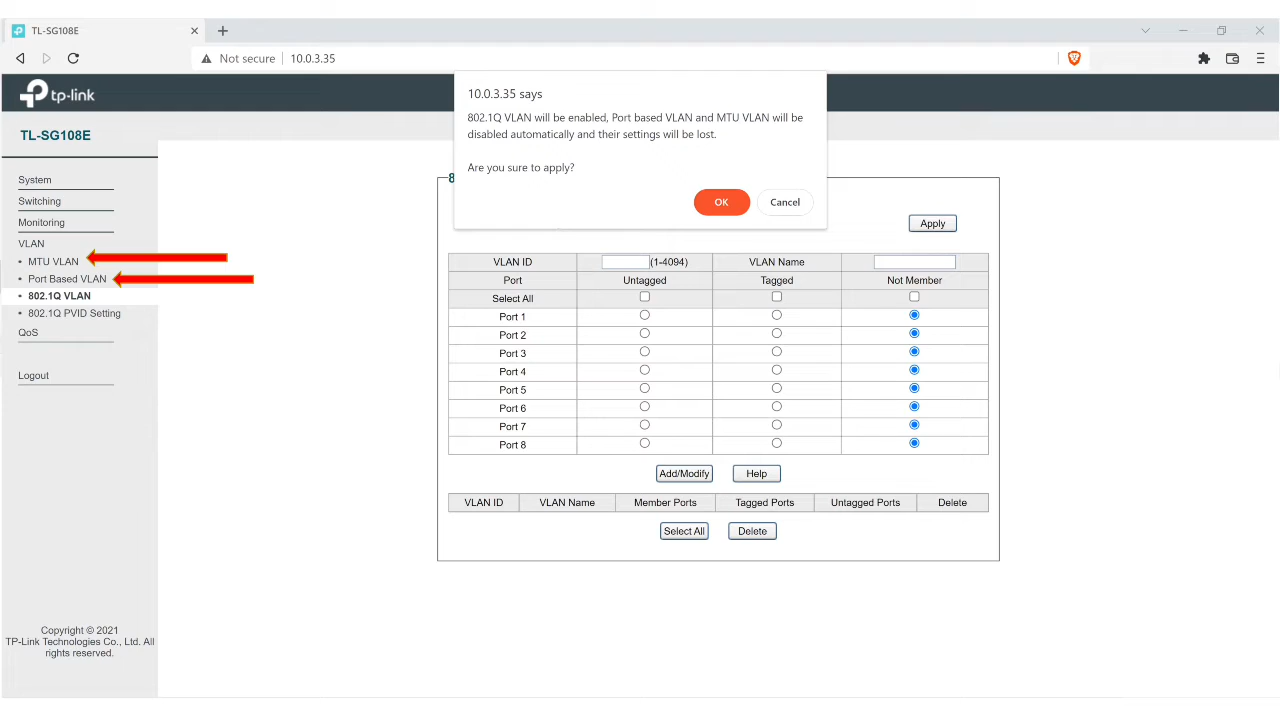 TL-SG108E
Not secure
10.0.3.35
tp-link
10.0.3.35 says
802.1Q VLAN will be enabled, Port based VLAN and MTU VLAN will be
disabled automatically and their settings will be lost.
Are you sure to apply?
OK Cancel
TL-SG108E
System
Switching
Monitoring
VLAN
• MTU VLAN
• Port Based VLAN
• 802.1Q VLAN
• 802.1Q PVID Setting
QoS
Logout
Copyright © 2021
TP-Link Technologies Co., Ltd. All
rights reserved.
8
Apply
VLAN ID (1-4094) VLAN Name
Port Untagged Tagged Not Member
Select All
Port 1
Port 2
Port 3
Port 4
Port 5
Port 6
Port 7
Port 8
Add/Modify Help
VLAN ID VLAN Name Member Ports Tagged Ports Untagged Ports Delete
Select All Delete